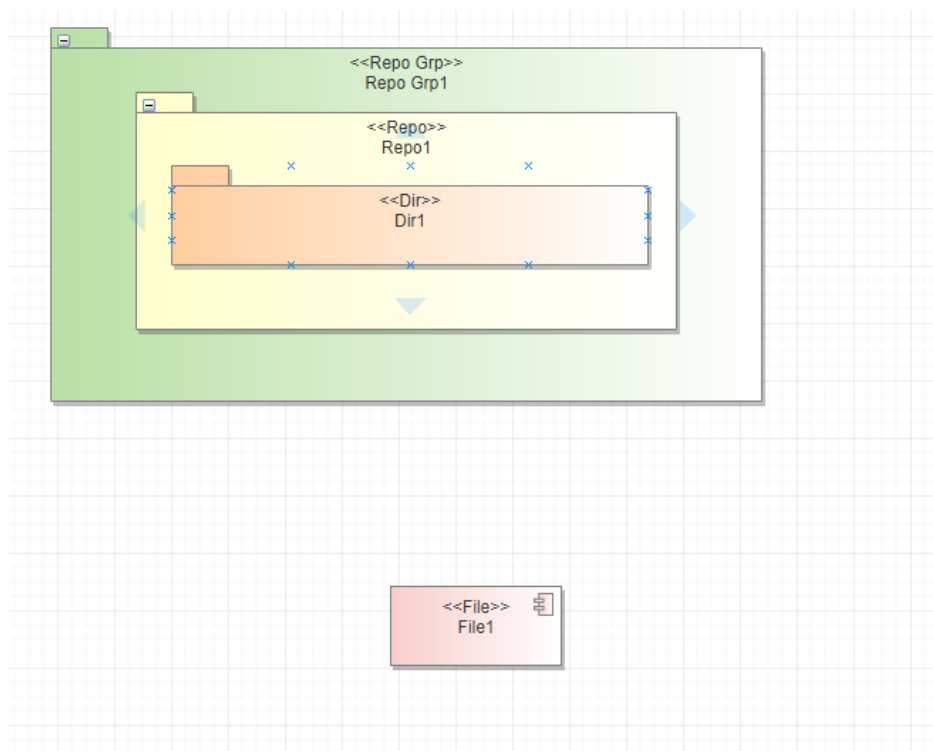 <<Repo Grp>>
Repo Grp1
<<Repo>>
Repo1
<<Dir>>
Dir1
<<File>>
File1